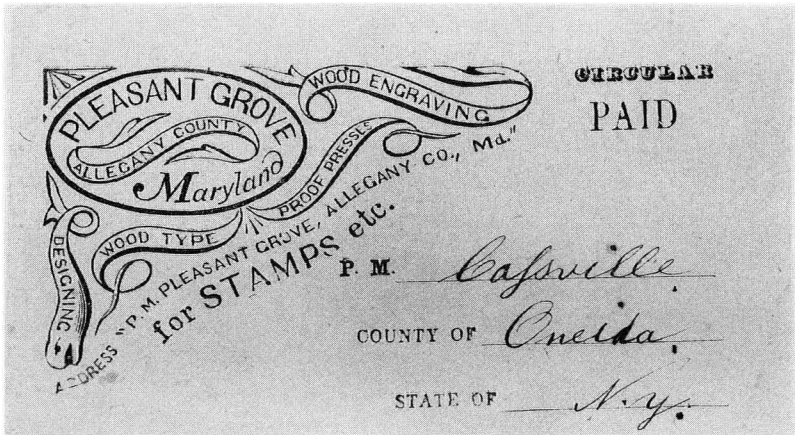 PLEASANT GROVE
ALLEGANY COUNTY
Maryland
WOOD ENGRAVING
PROOF PRESSES
WOOD TYPE
DESIGNING
ADDRESS "P.M. PLEASANT GROVE, ALLEGANY CO., Md."
for STAMPS etc.
CIRCULAR
PAID
P. M. Caſsville
COUNTY OF Oneida.
STATE OF N.y.